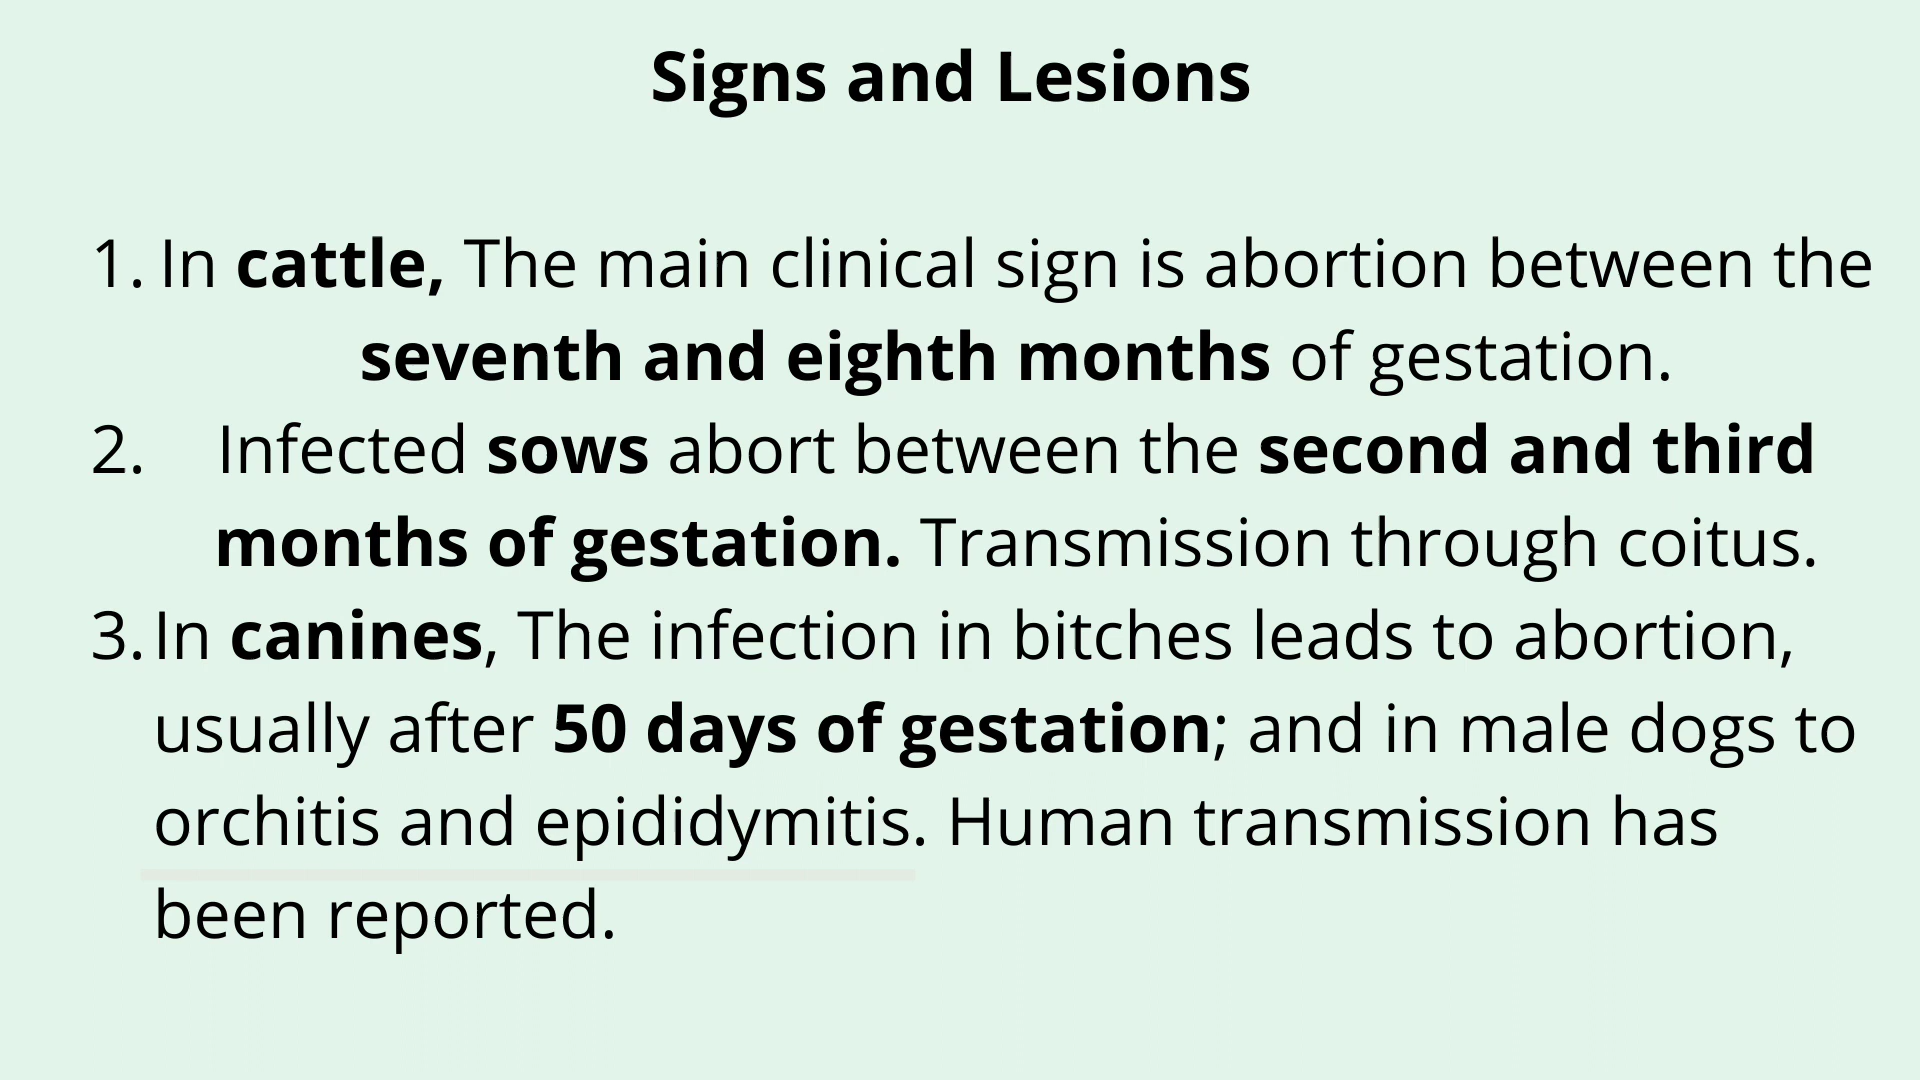 Signs and Lesions
1. In cattle, The main clinical sign is abortion between the
seventh and eighth months of gestation.
2. Infected sows abort between the second and third
months of gestation. Transmission through coitus.
3. In canines, The infection in bitches leads to abortion,
usually after 50 days of gestation; and in male dogs to
orchitis and epididymitis. Human transmission has
been reported.